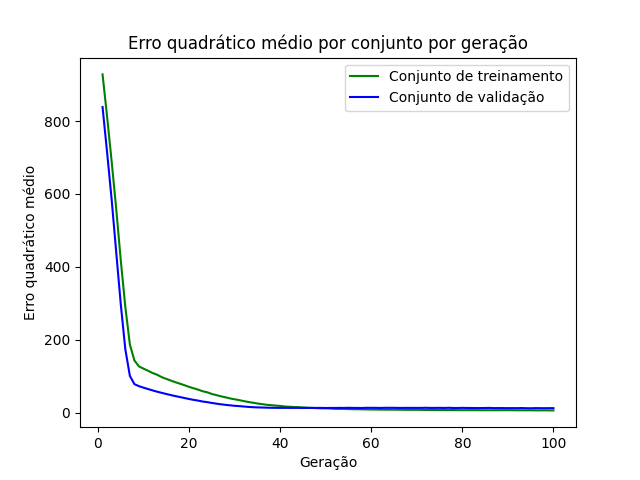 Erro quadrático médio por conjunto por geração
Conjunto de treinamento
Conjunto de validação
Erro quadrático médio
800
600
400
200
0
0 20 40 60 80 100
Geração